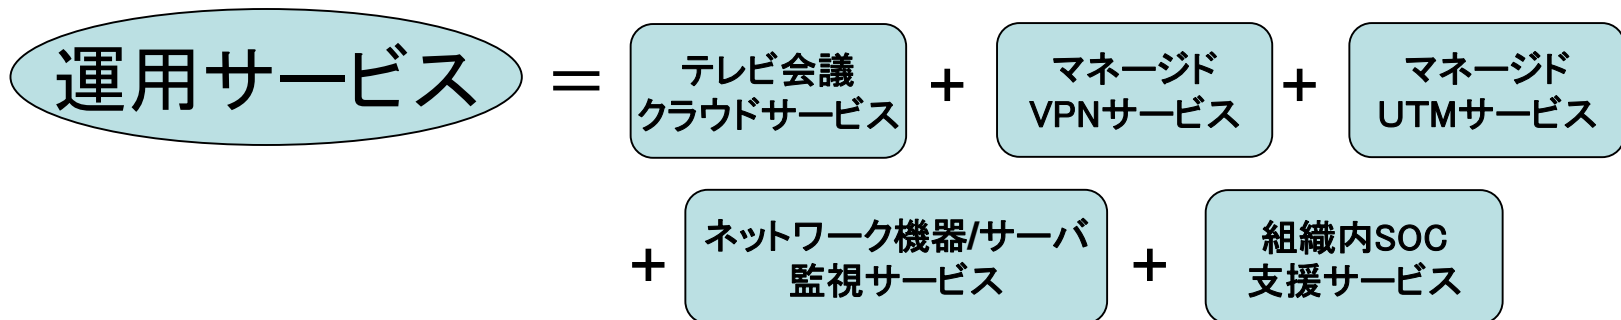 運用サービス ＝ テレビ会議 + マネージド + マネージド
クラウドサービス VPNサービス UTMサービス
+ ネットワーク機器/サーバ + 組織内SOC
監視サービス 支援サービス